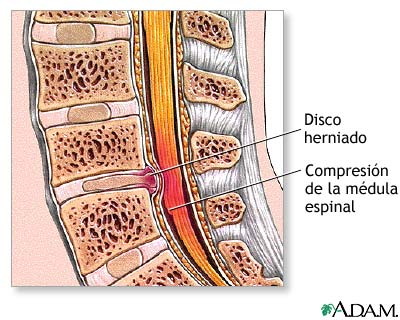 Disco
herniado
Compresión
de la médula
espinal
A.D.A.M.